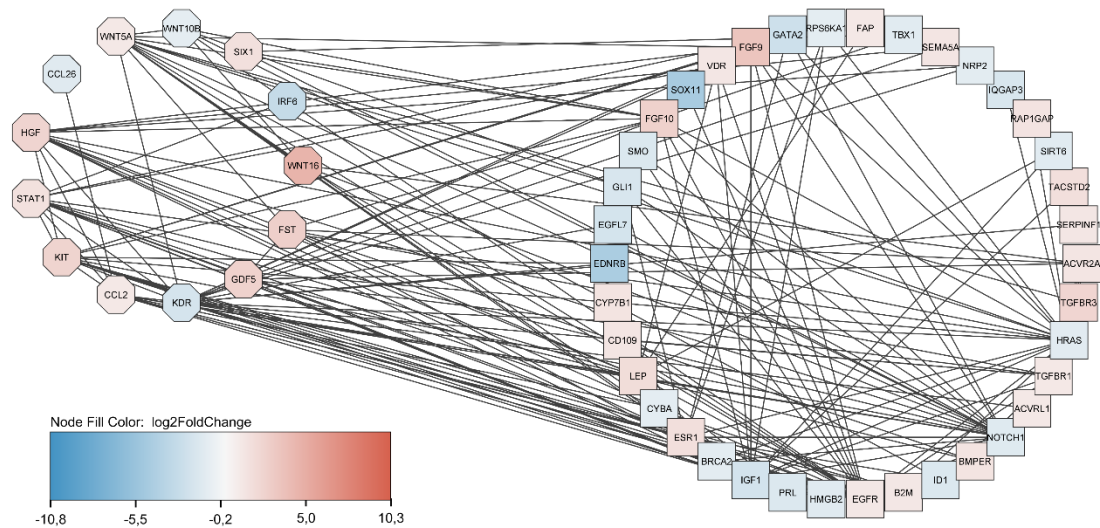 WNT5A
WNT10B
SIX1
CCL26
IRF6
HGF
WNT16
STAT1
FST
KIT
GDF5
CCL2
KDR
FGF9
GATA2
RPS6KA1
FAP
TBX1
SEMA5A
VDR
NRP2
SOX11
IQGAP3
FGF10
RAP1GAP
SMO
SIRT6
GLI1
TACSTD2
EGFL7
SERPINF1
EDNRB
ACVR2A
CYP7B1
TGFBR3
CD109
HRAS
LEP
TGFBR1
CYBA
ACVRL1
ESR1
NOTCH1
BRCA2
BMPER
IGF1
ID1
PRL
HMGB2
EGFR
B2M
Node Fill Color: log2FoldChange
-10,8 -5,5 -0,2 5,0 10,3